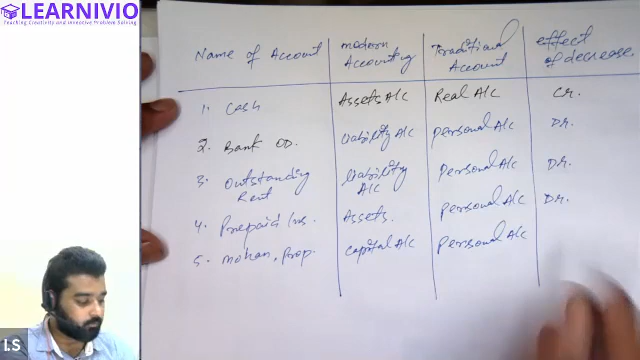 LEARNIVIO
Teaching Creativity and Inventive Problem Solving
Name of Account
modern Accounting
Traditional Account
effect of decrease
1. Cash
Assets A/c
Real A/c
Cr.
2. Bank OD.
liability A/c
personal A/c
Dr.
3. Outstanding Rent
liability A/c
Personal A/c
Dr.
4. Prepaid Ins.
Assets.
personal A/c
Dr.
5. mohan, Prop.
capital A/c
Personal A/c
I.S